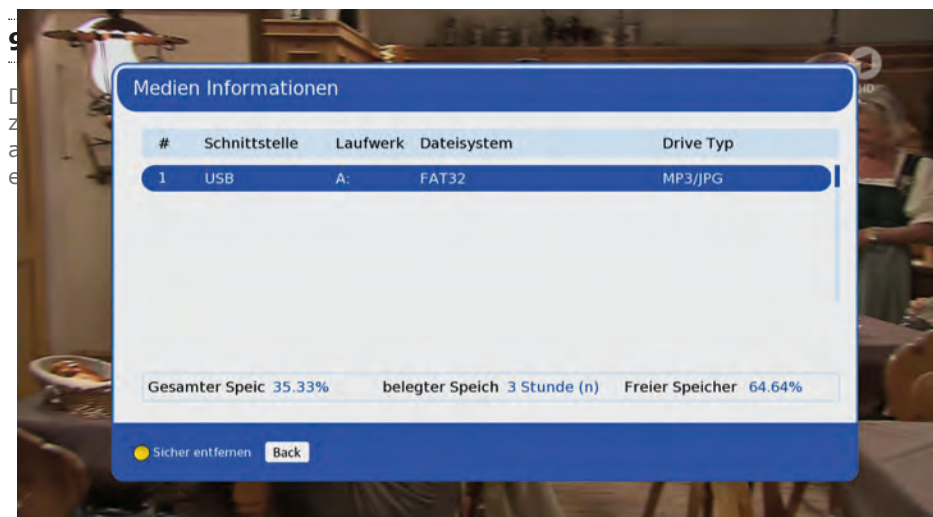 Medien Informationen
HD
# Schnittstelle Laufwerk Dateisystem Drive Typ
1 USB A: FAT32 MP3/JPG
Gesamter Speic 35.33% belegter Speich 3 Stunde (n) Freier Speicher 64.64%
Sicher entfernen Back